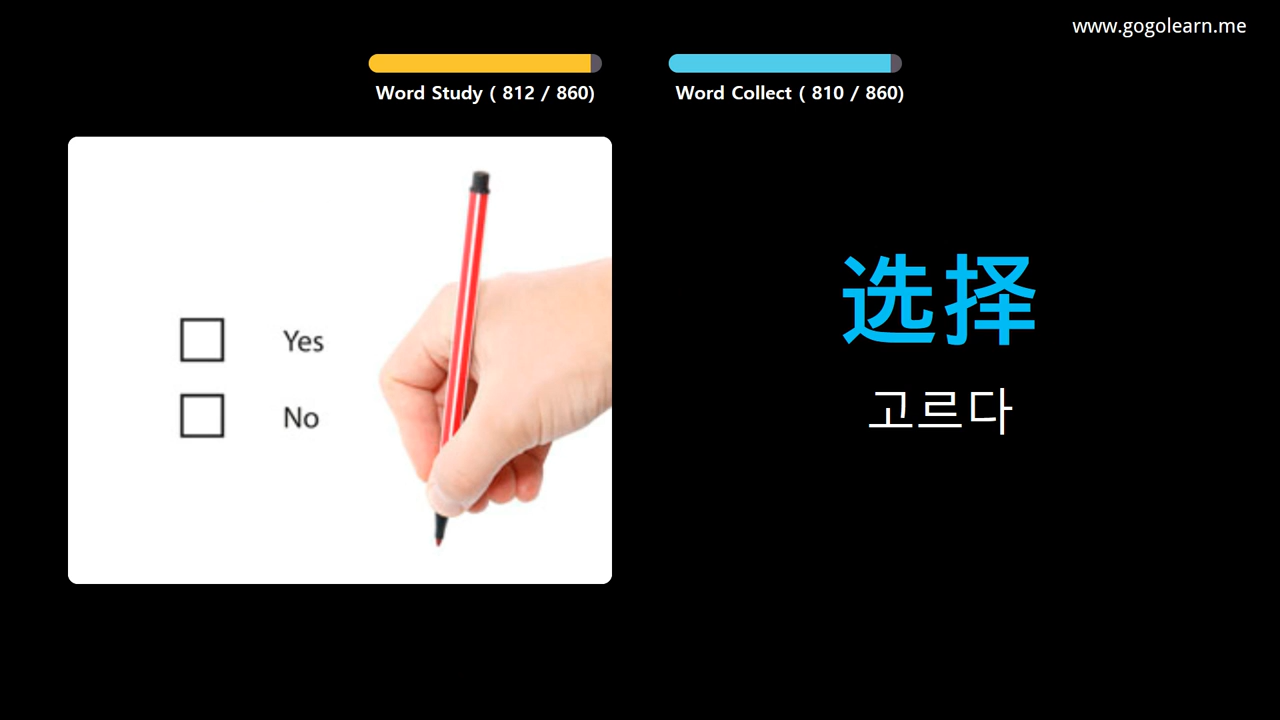 www.gogolearn.me
Word Study ( 812 / 860)
Word Collect ( 810 / 860)
Yes
No
选择
고르다